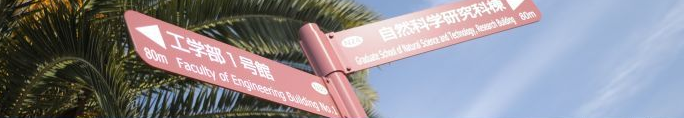 工学部1号館
80m Faculty of Engineering Building No.1
自然科学研究科棟
Graduate School of Natural Science and Technology, Research Building 80m